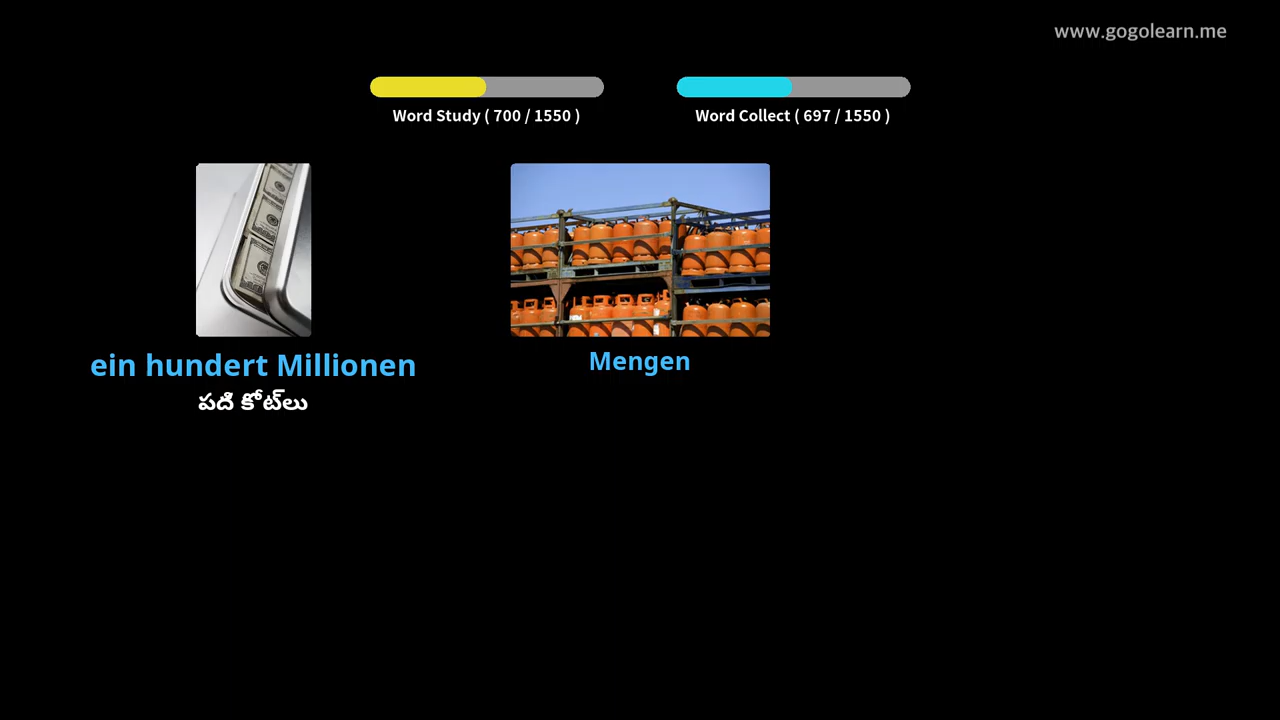 www.gogolearn.me
Word Study ( 700 / 1550 )
Word Collect ( 697 / 1550 )
ein hundert Millionen
పది కోట్‌లు
Mengen